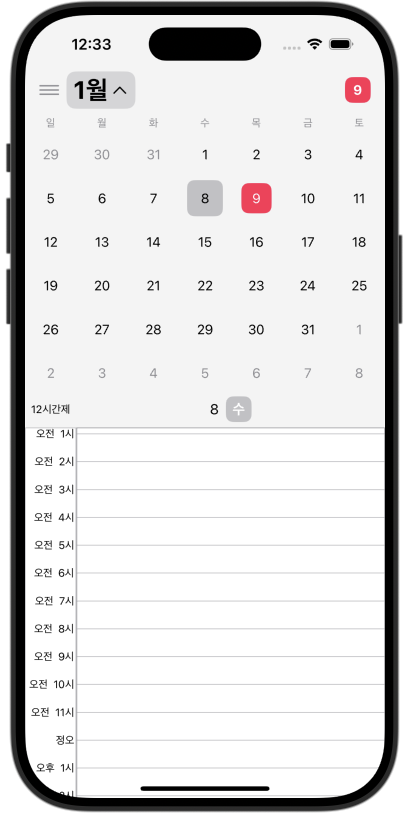 12:33
1월
9
일 월 화 수 목 금 토
29 30 31 1 2 3 4
5 6 7 8 9 10 11
12 13 14 15 16 17 18
19 20 21 22 23 24 25
26 27 28 29 30 31 1
2 3 4 5 6 7 8
12시간제 8 수
오전 1시
오전 2시
오전 3시
오전 4시
오전 5시
오전 6시
오전 7시
오전 8시
오전 9시
오전 10시
오전 11시
정오
오후 1시